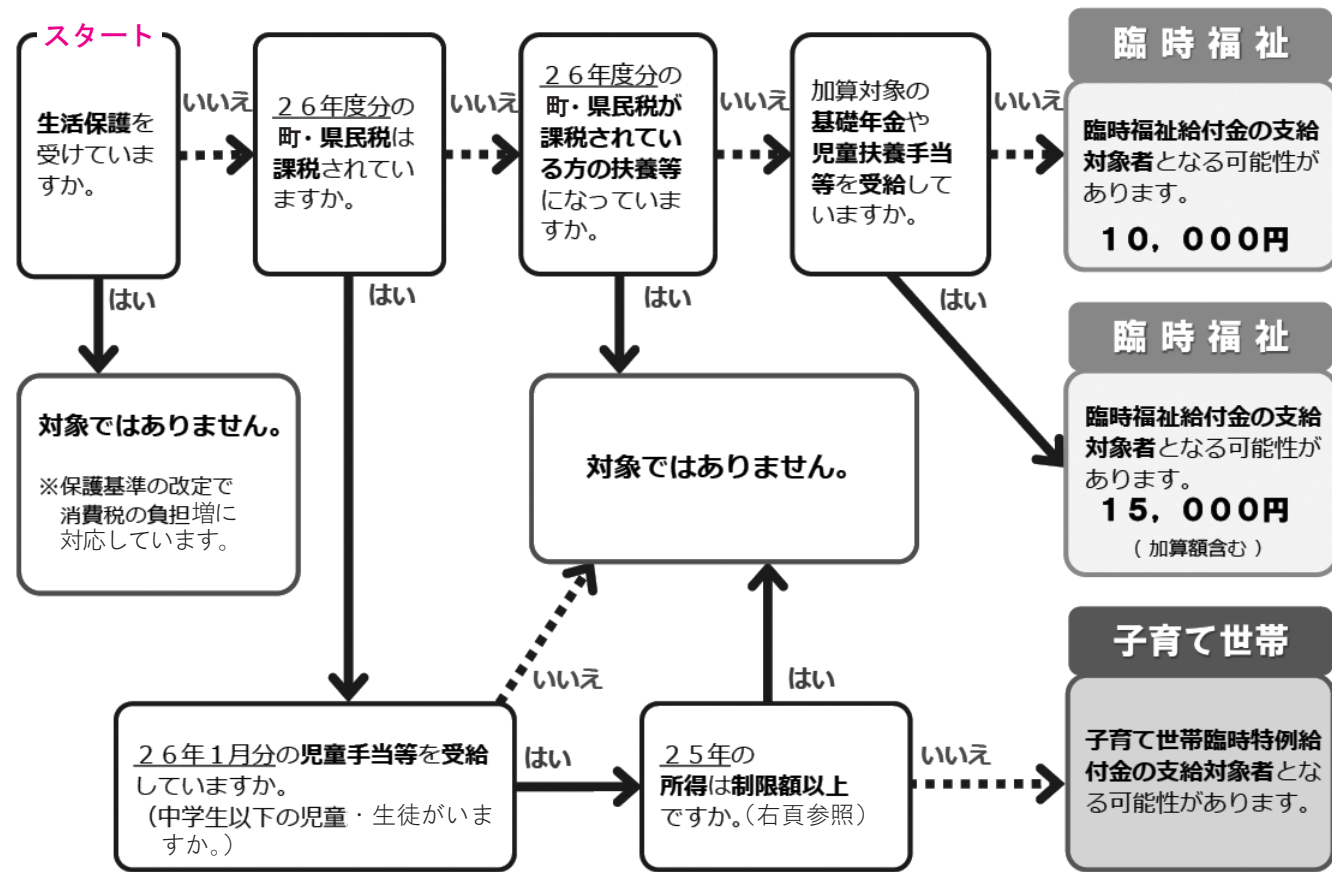 スタート
生活保護を
受けていま
すか。
いいえ
はい
２６年度分の
町・県民税は
課税されてい
ますか。
いいえ
はい
２６年度分の
町・県民税が
課税されてい
る方の扶養等
になっていま
すか。
いいえ
はい
加算対象の
基礎年金や
児童扶養手当
等を受給して
いますか。
いいえ
はい
臨時福祉
臨時福祉給付金の支給
対象者となる可能性が
あります。
１０，０００円
臨時福祉
臨時福祉給付金の支給
対象者となる可能性が
あります。
１５，０００円
（加算額含む）
対象ではありません。
※保護基準の改定で
消費税の負担増に
対応しています。
対象ではありません。
いいえ
はい
２６年１月分の児童手当等を受給
していますか。
（中学生以下の児童・生徒がいま
すか。）
はい
２５年の
所得は制限額以上
ですか。（右頁参照）
いいえ
子育て世帯
子育て世帯臨時特例給
付金の支給対象者とな
る可能性があります。